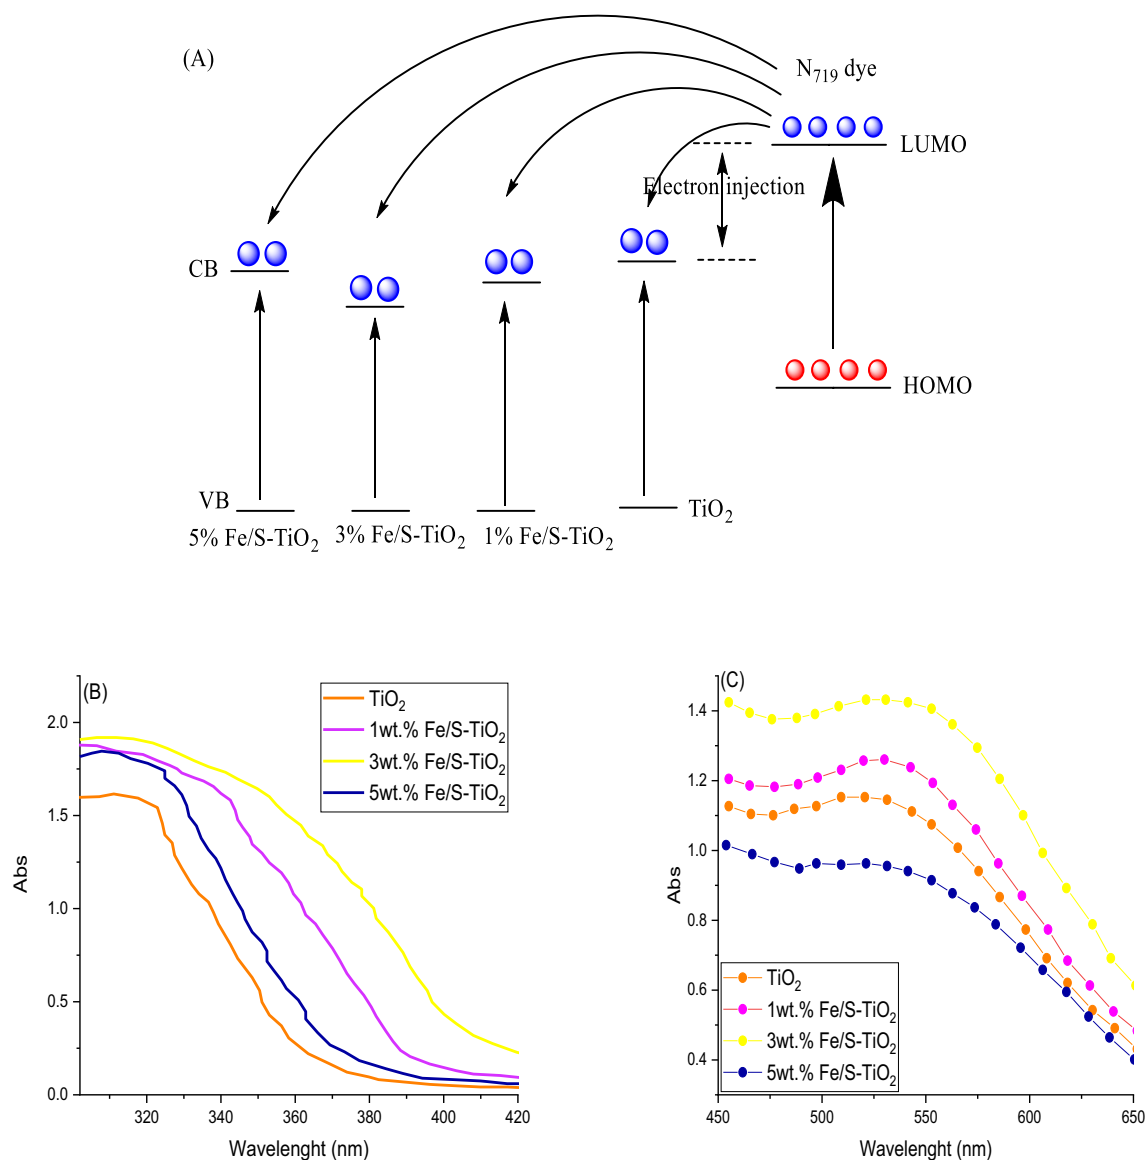 (A)
N719 dye
LUMO
Electron injection
CB
HOMO
VB
TiO2
5% Fe/S-TiO2
3% Fe/S-TiO2
1% Fe/S-TiO2
(B)
TiO2
1wt.% Fe/S-TiO2
3wt.% Fe/S-TiO2
5wt.% Fe/S-TiO2
2.0
1.5
1.0
0.5
0.0
Abs
320 340 360 380 400 420
Wavelenght (nm)
(C)
1.4
1.2
1.0
0.8
0.6
0.4
Abs
TiO2
1wt.% Fe/S-TiO2
3wt.% Fe/S-TiO2
5wt.% Fe/S-TiO2
450 500 550 600 650
Wavelenght (nm)